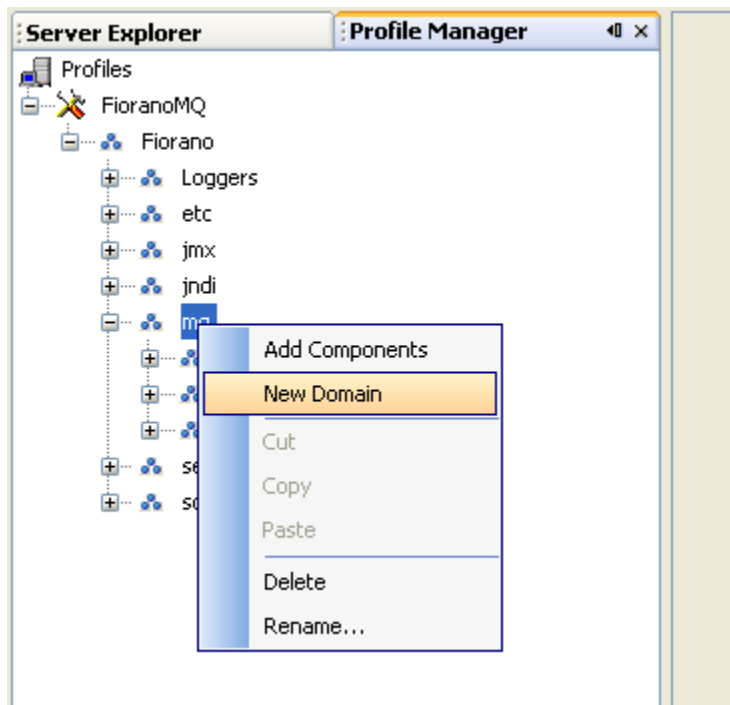 Server Explorer
Profile Manager
Profiles
FioranoMQ
Fiorano
Loggers
etc
jmx
jndi
mq
Add Components
New Domain
Cut
Copy
Paste
Delete
Rename...